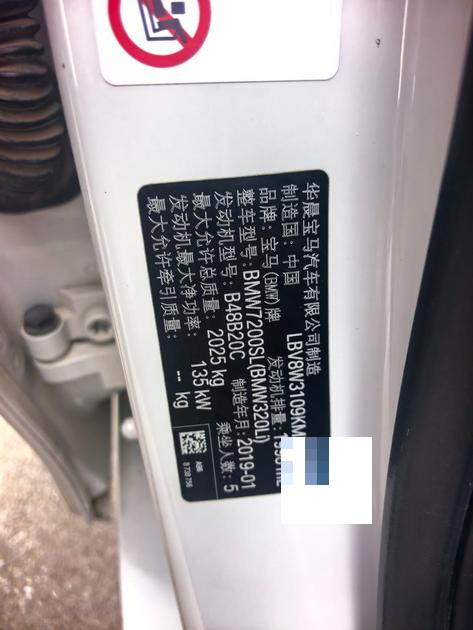 华晨宝马汽车有限公司制造
制造国：中国 LBV8W3109KM
品牌：宝马(BMW)牌 发动机排量：
整车型号：BMW7200SL(BMW320Li)
发动机型号：B48B20C 制造年月：2019-01
最大允许总质量：2025 kg 乘坐人数：5
发动机最大净功率：135 kW
最大允许牵引质量：-- kg
A96
8 738 756